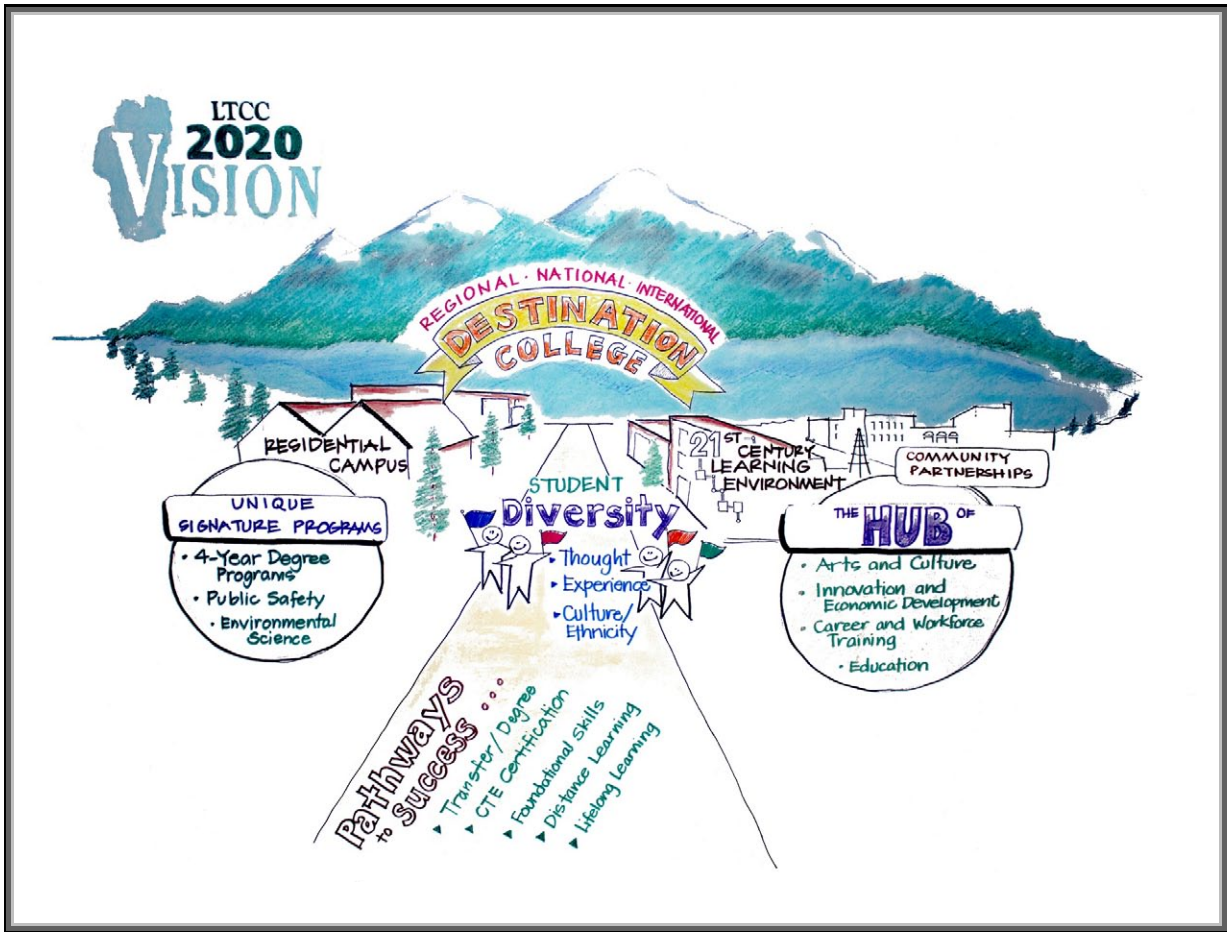 LTCC
2020
VISION
REGIONAL · NATIONAL · INTERNATIONAL
DESTINATION
COLLEGE
RESIDENTIAL
CAMPUS
21ST
CENTURY
LEARNING
ENVIRONMENT
COMMUNITY
PARTNERSHIPS
UNIQUE
SIGNATURE PROGRAMS
• 4-Year Degree
Programs
• Public Safety
• Environmental
Science
STUDENT
Diversity
▸ Thought
▸ Experience
▸ Culture/
Ethnicity
THE HUB OF
• Arts and Culture
• Innovation and
Economic Development
• Career and Workforce
Training
• Education
Pathways
to Success...
▸ Transfer/Degree
▸ CTE Certification
▸ Foundational Skills
▸ Distance Learning
▸ Lifelong Learning